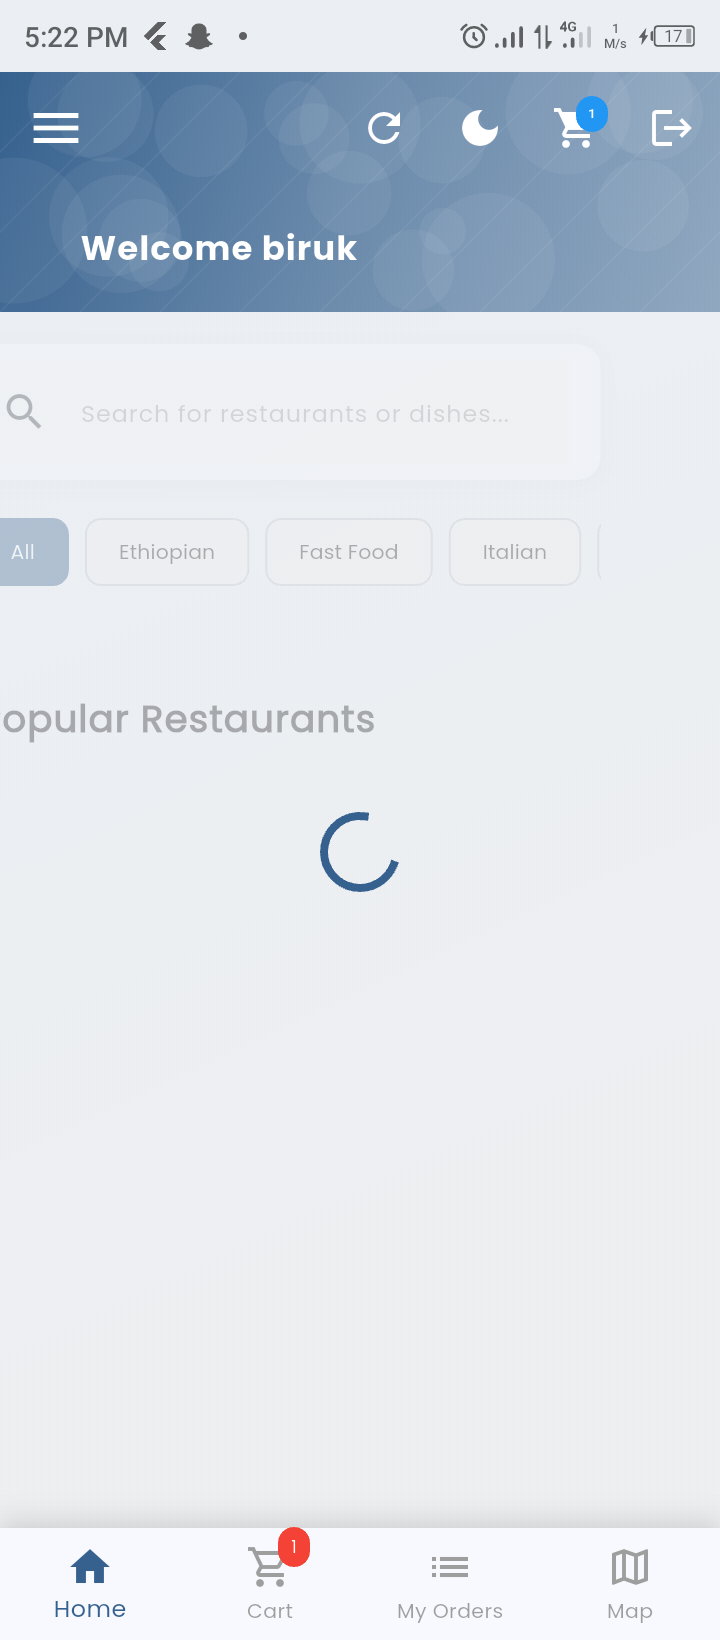 5:22 PM 4G 1 M/s 17
1
Welcome biruk
Search for restaurants or dishes...
All Ethiopian Fast Food Italian
opular Restaurants
1
Home Cart My Orders Map